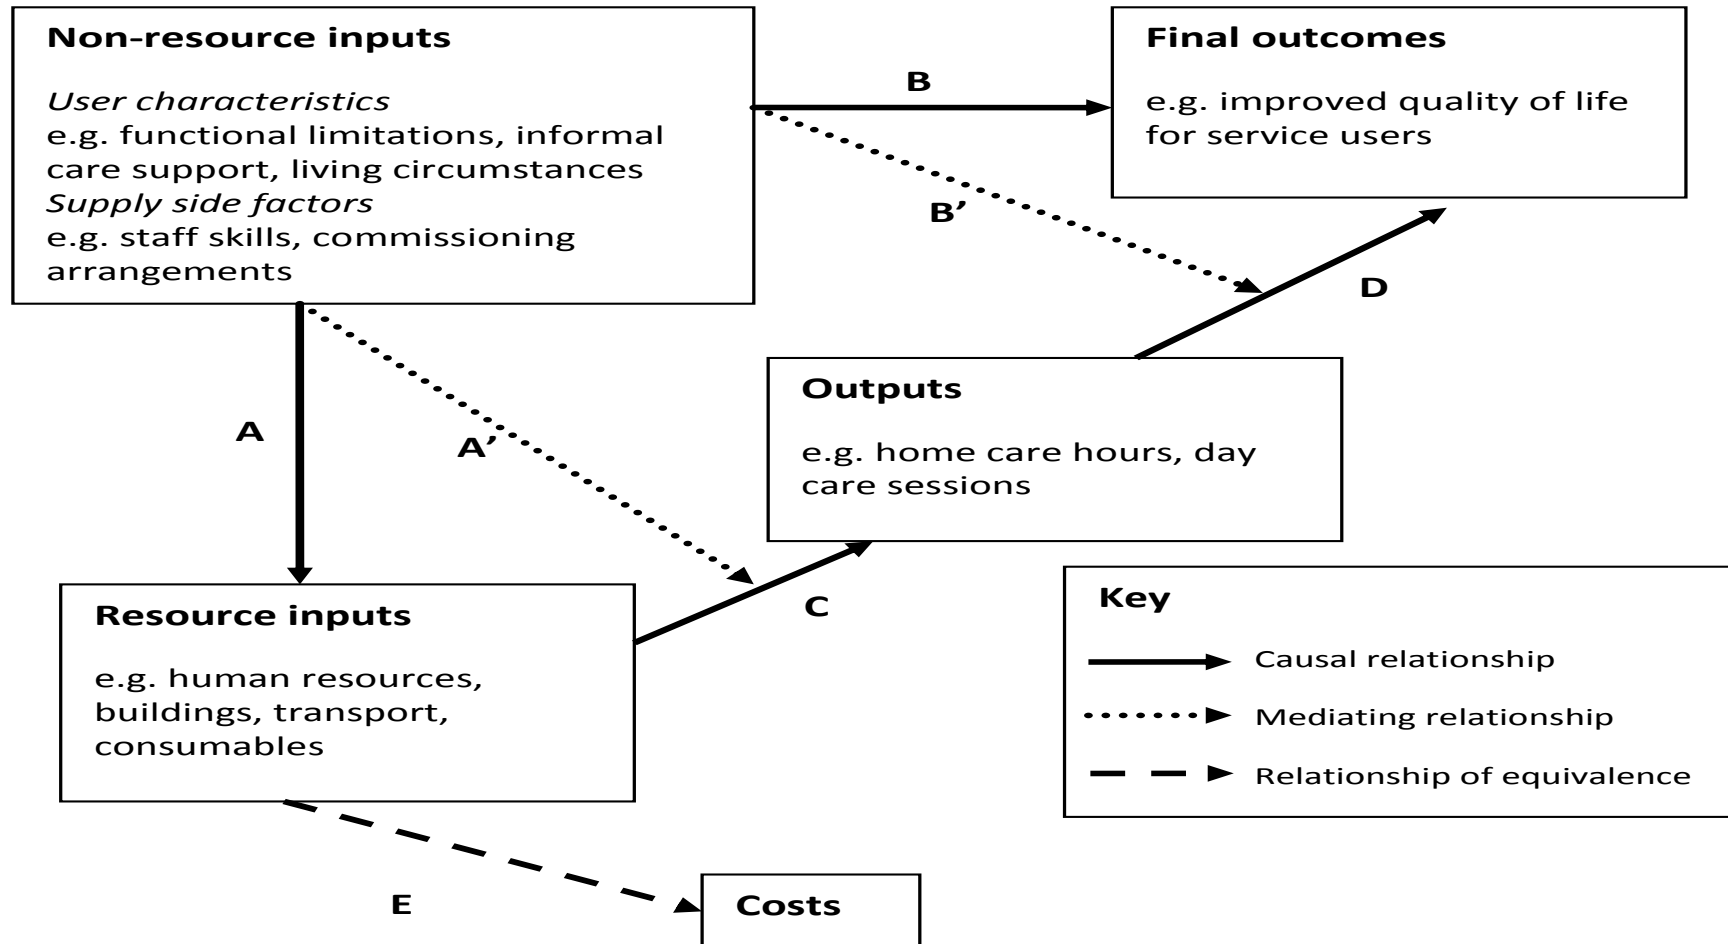 Non-resource inputs
User characteristics
e.g. functional limitations, informal
care support, living circumstances
Supply side factors
e.g. staff skills, commissioning
arrangements
Final outcomes
e.g. improved quality of life
for service users
B
B’
D
A
A’
Outputs
e.g. home care hours, day
care sessions
C
Resource inputs
e.g. human resources,
buildings, transport,
consumables
Key
Causal relationship
Mediating relationship
Relationship of equivalence
E
Costs